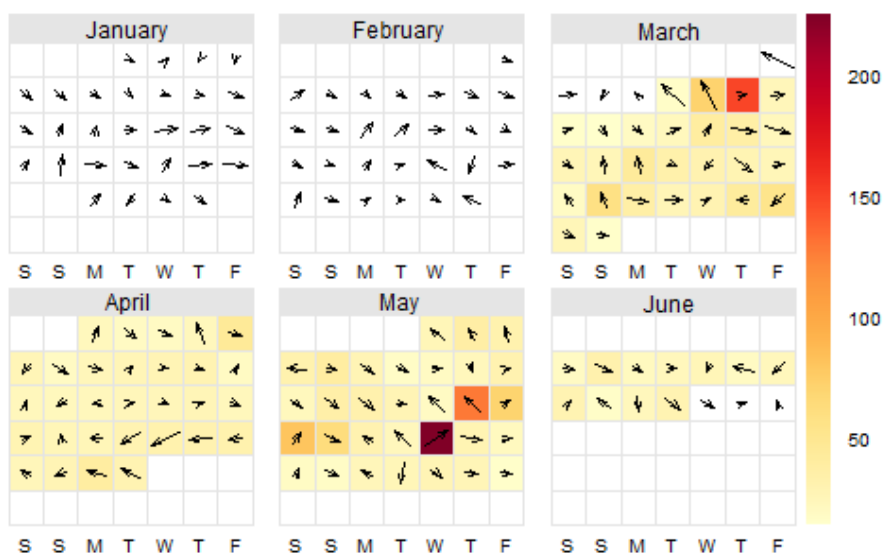 January February March
200
150
S S M T W T F S S M T W T F S S M T W T F
April May June
100
50
S S M T W T F S S M T W T F S S M T W T F